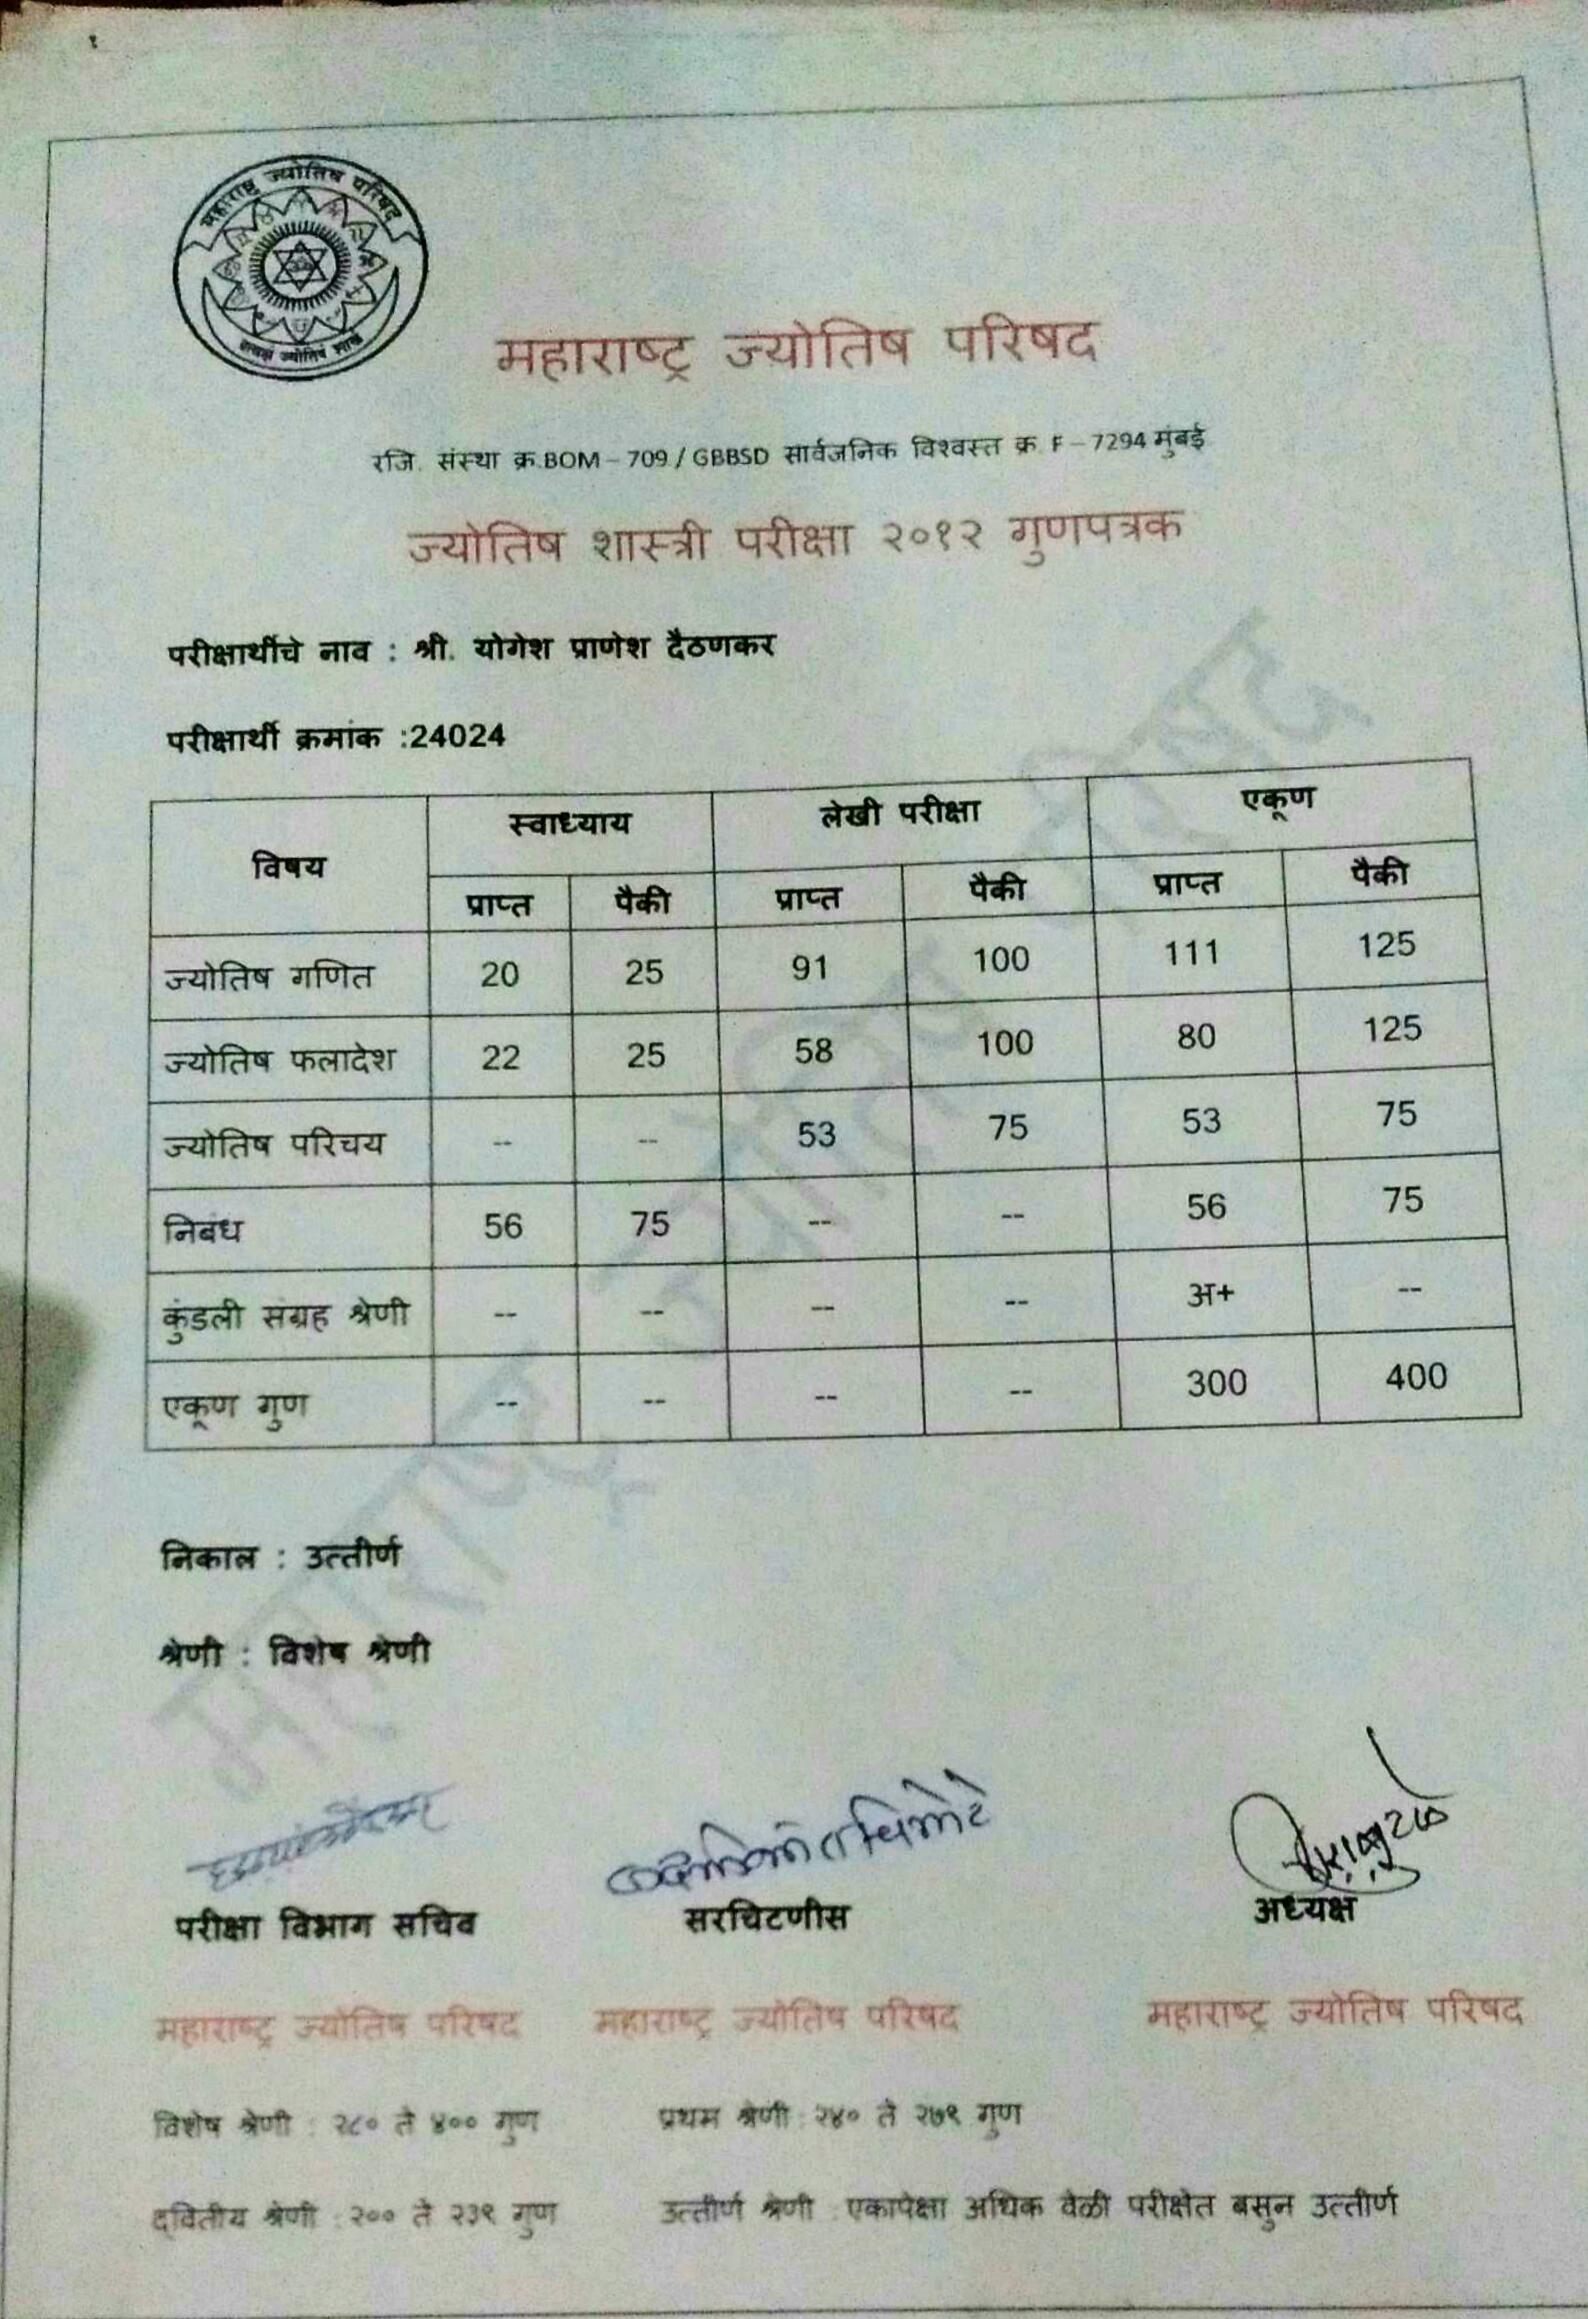 महाराष्ट्र ज्योतिष परिषद
महाराष्ट्र ज्योतिष परिषद
रजि. संस्था क्र.BOM – 709 / GBBSD सार्वजनिक विश्वस्त क्र. F – 7294 मुंबई
ज्योतिष शास्त्री परीक्षा २०१२ गुणपत्रक
परीक्षार्थीचे नाव : श्री. योगेश प्राणेश दैठणकर
परीक्षार्थी क्रमांक :24024
विषय स्वाध्याय लेखी परीक्षा एकूण
प्राप्त पैकी प्राप्त पैकी प्राप्त पैकी
ज्योतिष गणित 20 25 91 100 111 125
ज्योतिष फलादेश 22 25 58 100 80 125
ज्योतिष परिचय -- -- 53 75 53 75
निबंध 56 75 -- -- 56 75
कुंडली संग्रह श्रेणी -- -- -- -- अ+ --
एकूण गुण -- -- -- -- 300 400
महाराष्ट्र ज्योतिष परिषद
निकाल : उत्तीर्ण
श्रेणी : विशेष श्रेणी
परीक्षा विभाग सचिव सरचिटणीस अध्यक्ष
महाराष्ट्र ज्योतिष परिषद महाराष्ट्र ज्योतिष परिषद महाराष्ट्र ज्योतिष परिषद
विशेष श्रेणी : २८० ते ४०० गुण प्रथम श्रेणी : २४० ते २७९ गुण
द्वितीय श्रेणी : २०० ते २३९ गुण उत्तीर्ण श्रेणी : एकापेक्षा अधिक वेळी परीक्षेत बसुन उत्तीर्ण